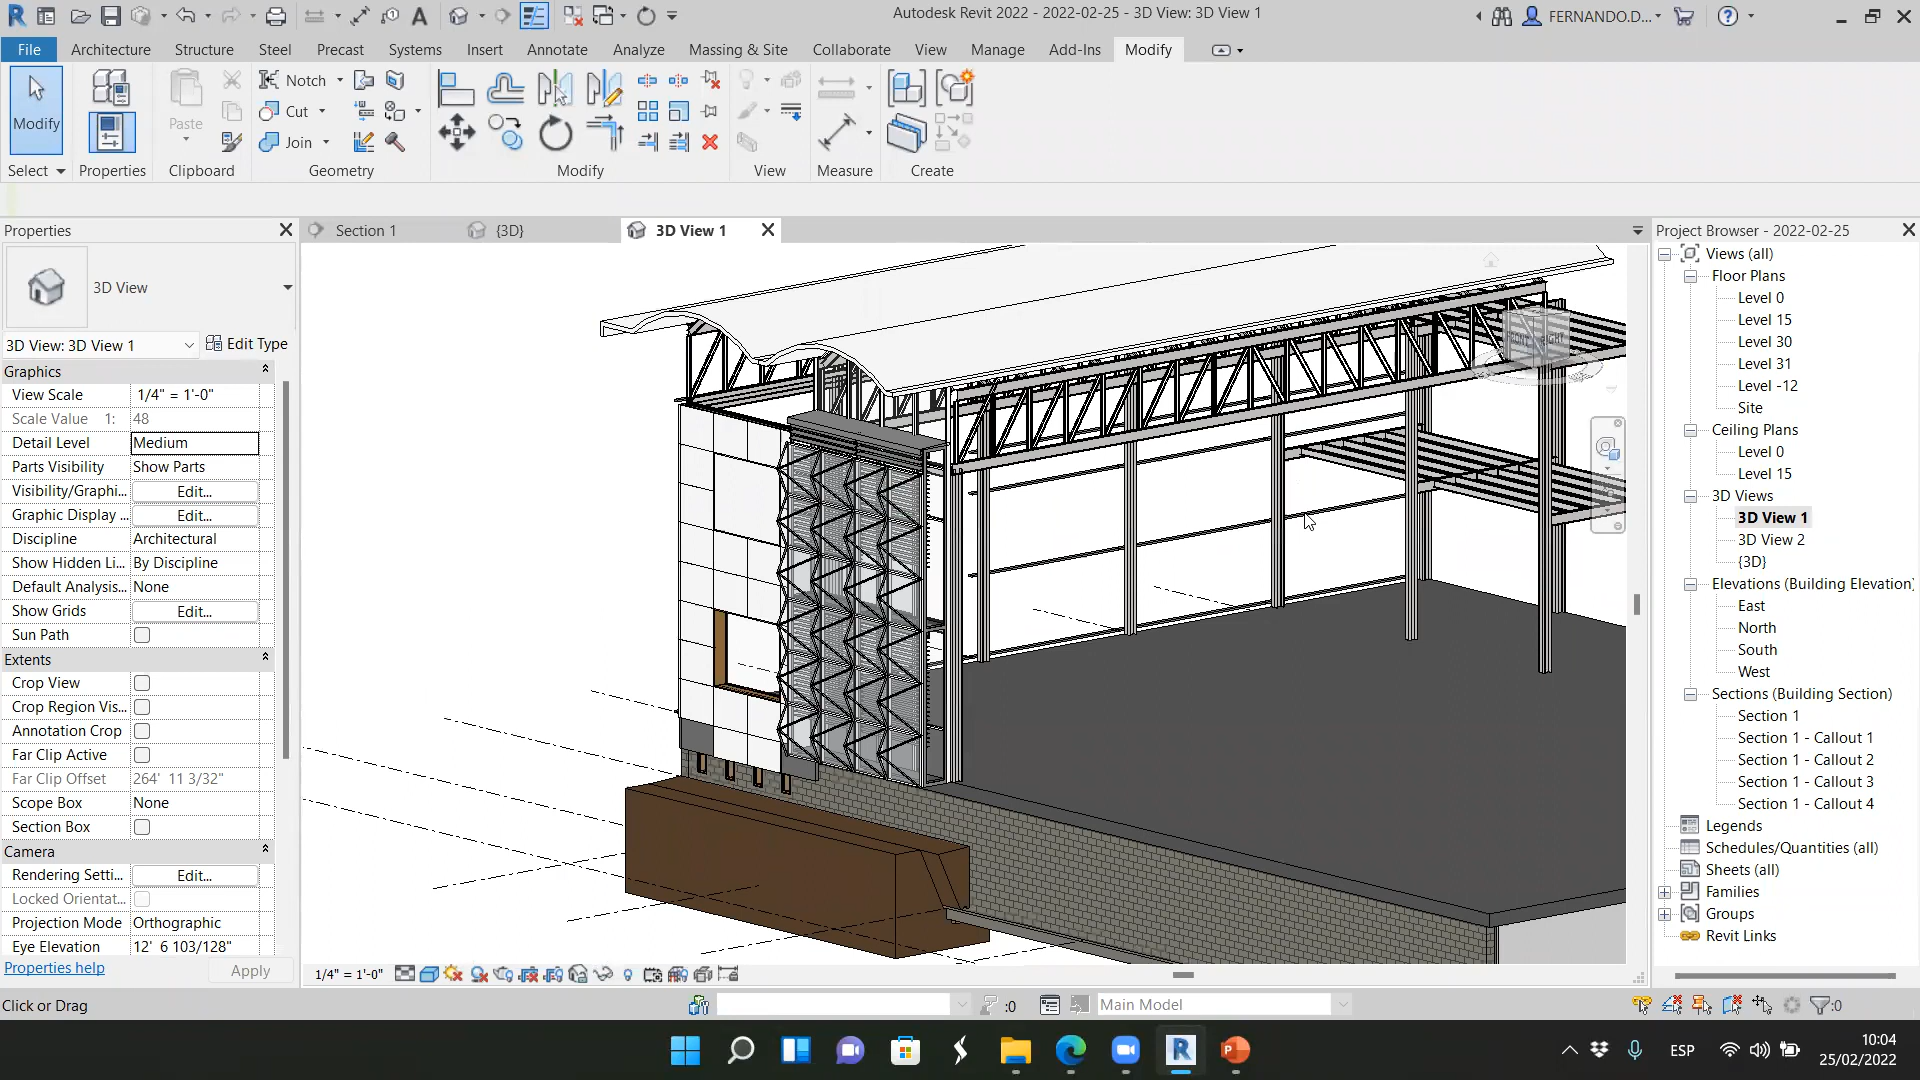 Autodesk Revit 2022 - 2022-02-25 - 3D View: 3D View 1
FERNANDO.D...
File Architecture Structure Steel Precast Systems Insert Annotate Analyze Massing & Site Collaborate View Manage Add-Ins Modify
Modify
Paste
Notch
Cut
Join
Select Properties Clipboard Geometry Modify View Measure Create
Properties
Section 1 {3D} 3D View 1
Project Browser - 2022-02-25
3D View
3D View: 3D View 1
Edit Type
Graphics
View Scale 1/4" = 1'-0"
Scale Value 1: 48
Detail Level Medium
Parts Visibility Show Parts
Visibility/Graphi... Edit...
Graphic Display ... Edit...
Discipline Architectural
Show Hidden Li... By Discipline
Default Analysis... None
Show Grids Edit...
Sun Path
Extents
Crop View
Crop Region Vis...
Annotation Crop
Far Clip Active
Far Clip Offset 264' 11 3/32"
Scope Box None
Section Box
Camera
Rendering Setti... Edit...
Locked Orientat...
Projection Mode Orthographic
Eye Elevation 12' 6 103/128"
Properties help
Apply
RIGHT
Views (all)
Floor Plans
Level 0
Level 15
Level 30
Level 31
Level -12
Site
Ceiling Plans
Level 0
Level 15
3D Views
3D View 1
3D View 2
{3D}
Elevations (Building Elevation)
East
North
South
West
Sections (Building Section)
Section 1
Section 1 - Callout 1
Section 1 - Callout 2
Section 1 - Callout 3
Section 1 - Callout 4
Legends
Schedules/Quantities (all)
Sheets (all)
Families
Groups
Revit Links
1/4" = 1'-0"
Click or Drag
:0
Main Model
:0
ESP
10:04
25/02/2022